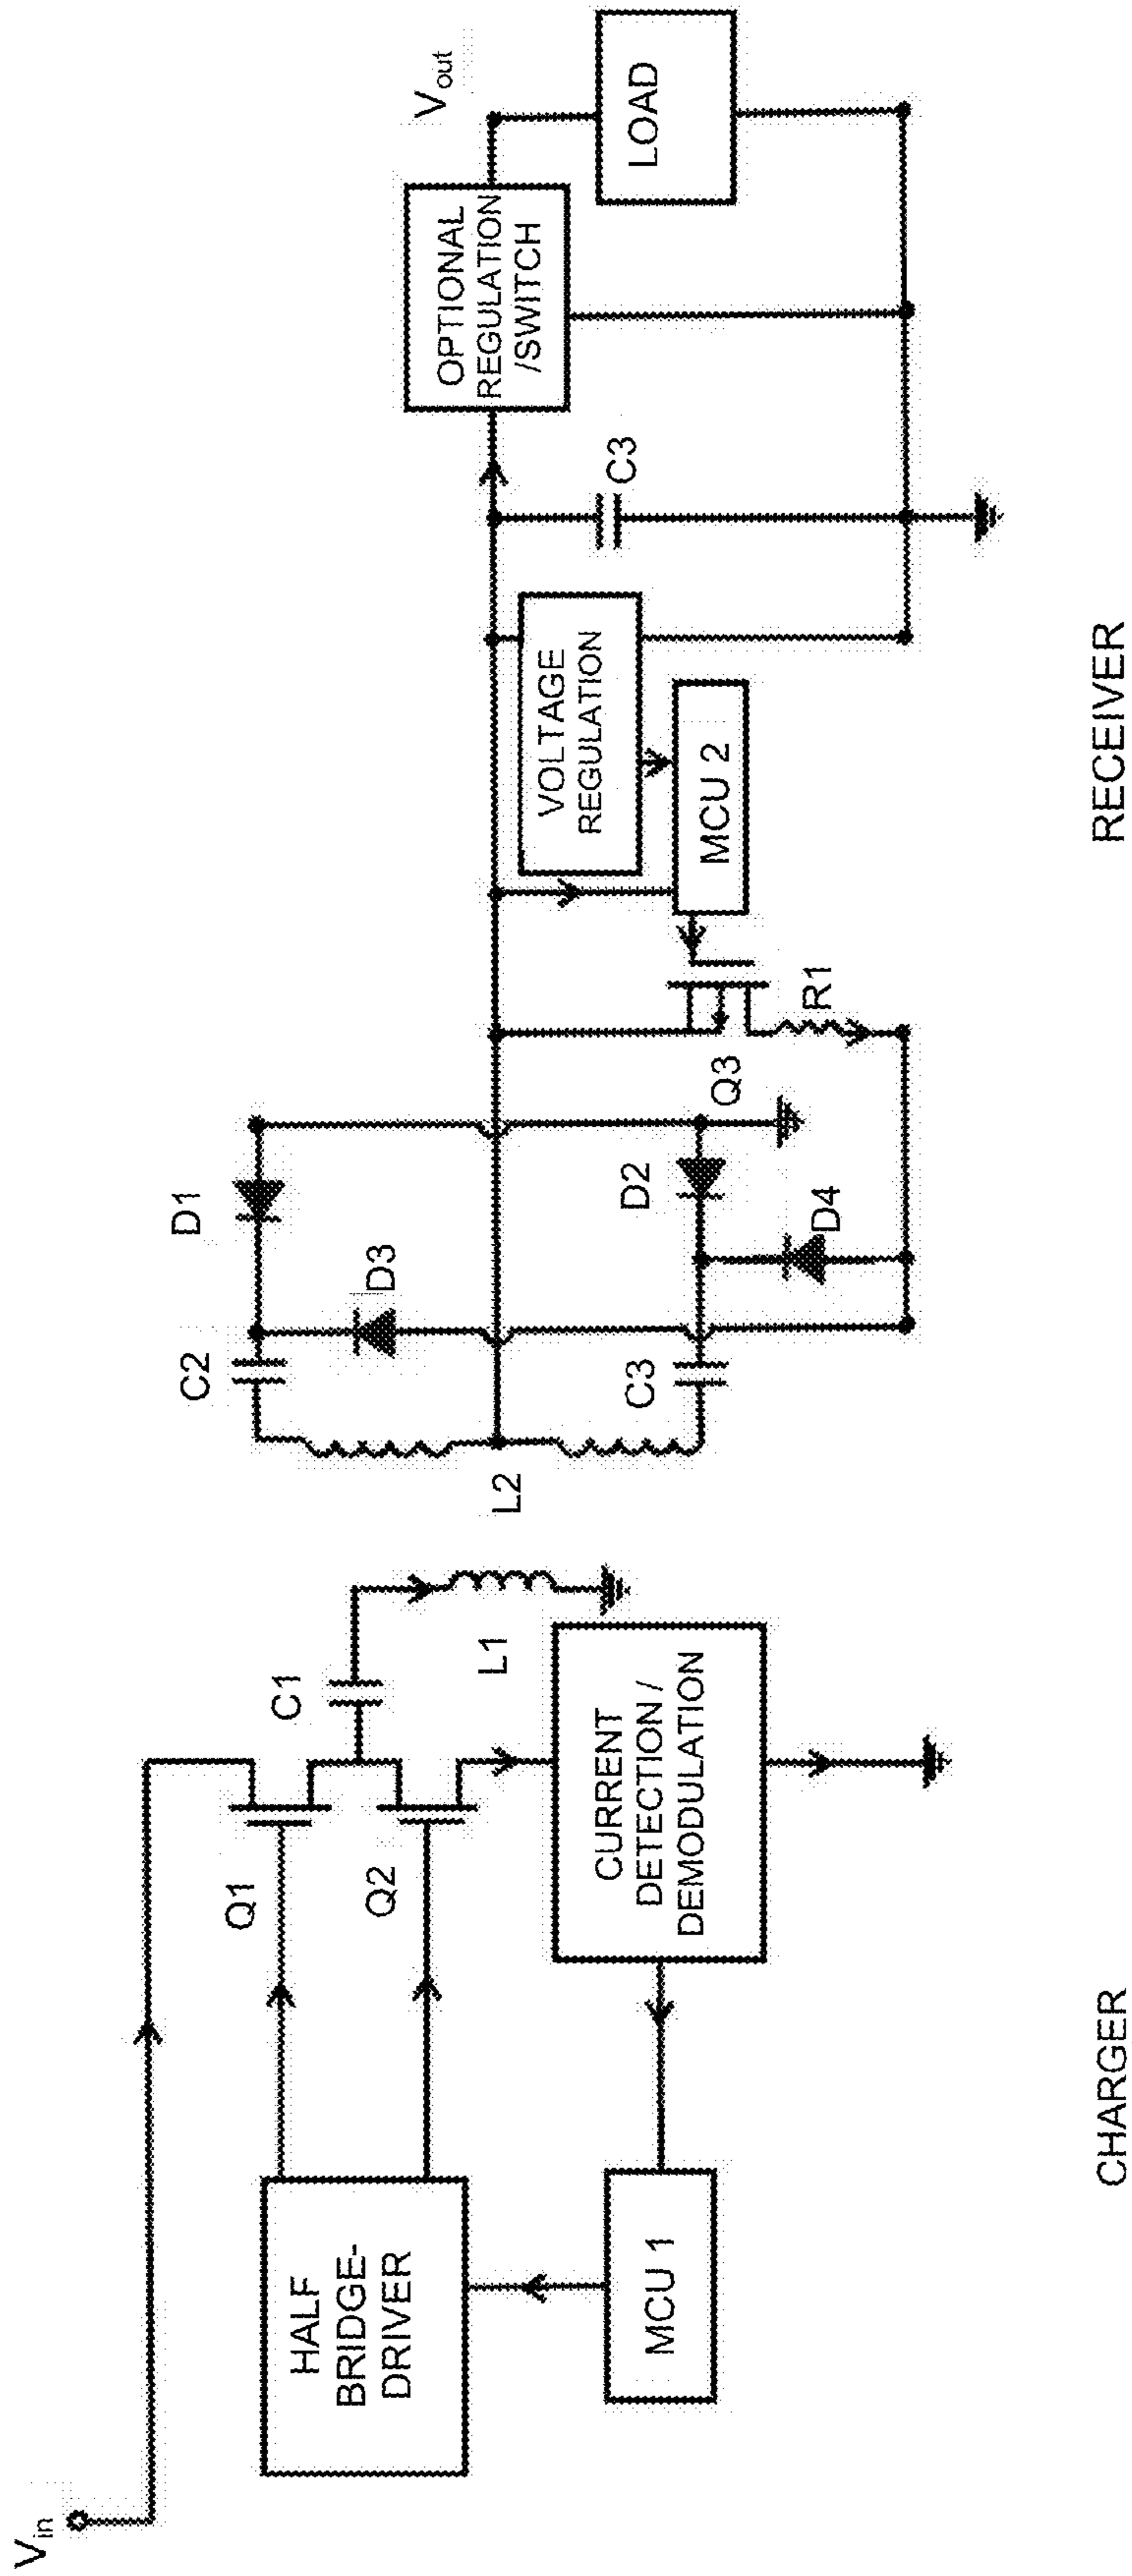 V_in
HALF
BRIDGE-
DRIVER
MCU 1
Q1
Q2
C1
L1
CURRENT
DETECTION /
DEMODULATION
CHARGER
L2
C2
C3
D1
D3
D2
D4
Q3
R1
MCU 2
VOLTAGE
REGULATION
C3
OPTIONAL
REGULATION
/SWITCH
V_out
LOAD
RECEIVER